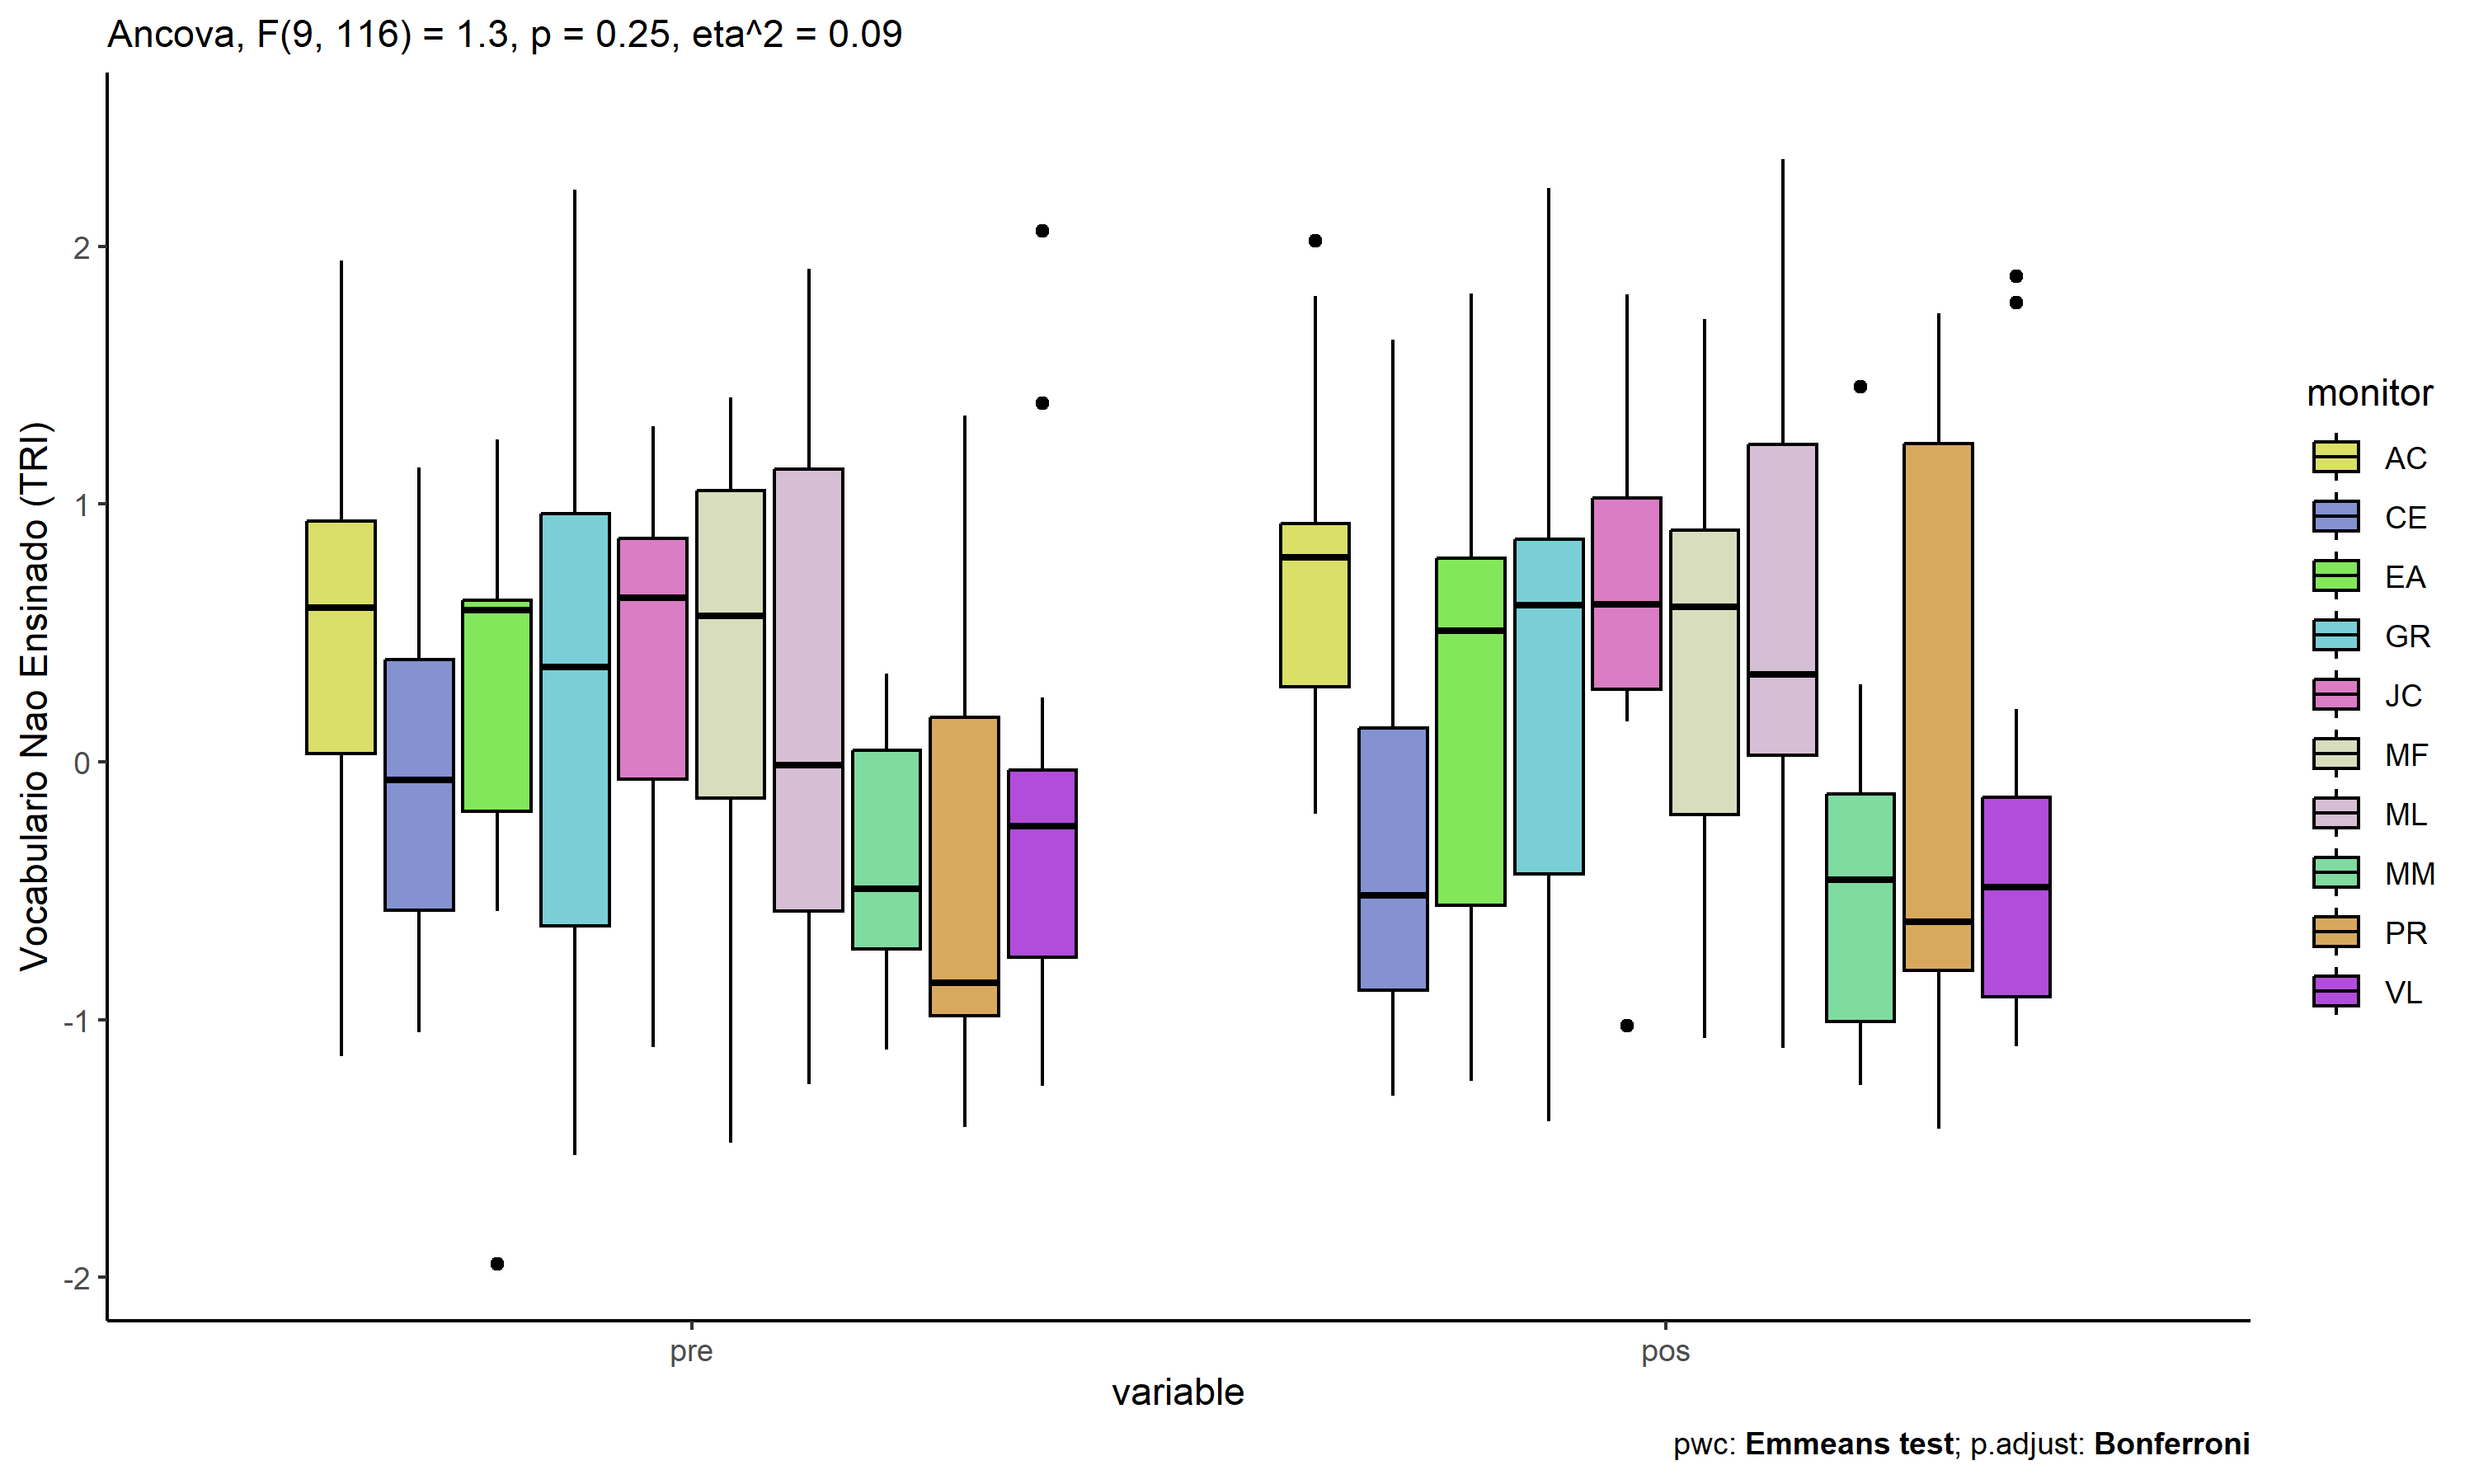 Ancova, F(9, 116) = 1.3, p = 0.25, eta^2 = 0.09
Vocabulario Nao Ensinado (TRI)
2
1
0
-1
-2
pre
pos
variable
monitor
AC
CE
EA
GR
JC
MF
ML
MM
PR
VL
pwc: Emmeans test; p.adjust: Bonferroni